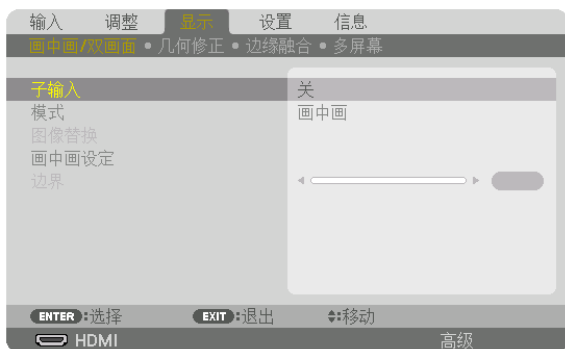 输入 调整 显示 设置 信息
画中画/双画面 • 几何修正 • 边缘融合 • 多屏幕
子输入 关
模式 画中画
图像替换
画中画设定
边界
ENTER:选择 EXIT:退出 :移动
HDMI 高级